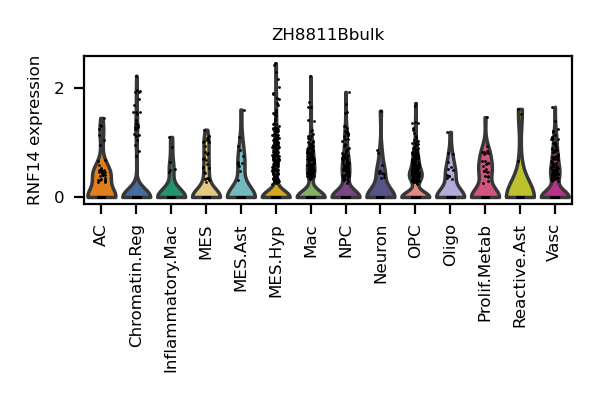 ZH8811Bbulk
RNF14 expression
2
0
AC
Chromatin.Reg
Inflammatory.Mac
MES
MES.Ast
MES.Hyp
Mac
NPC
Neuron
OPC
Oligo
Prolif.Metab
Reactive.Ast
Vasc